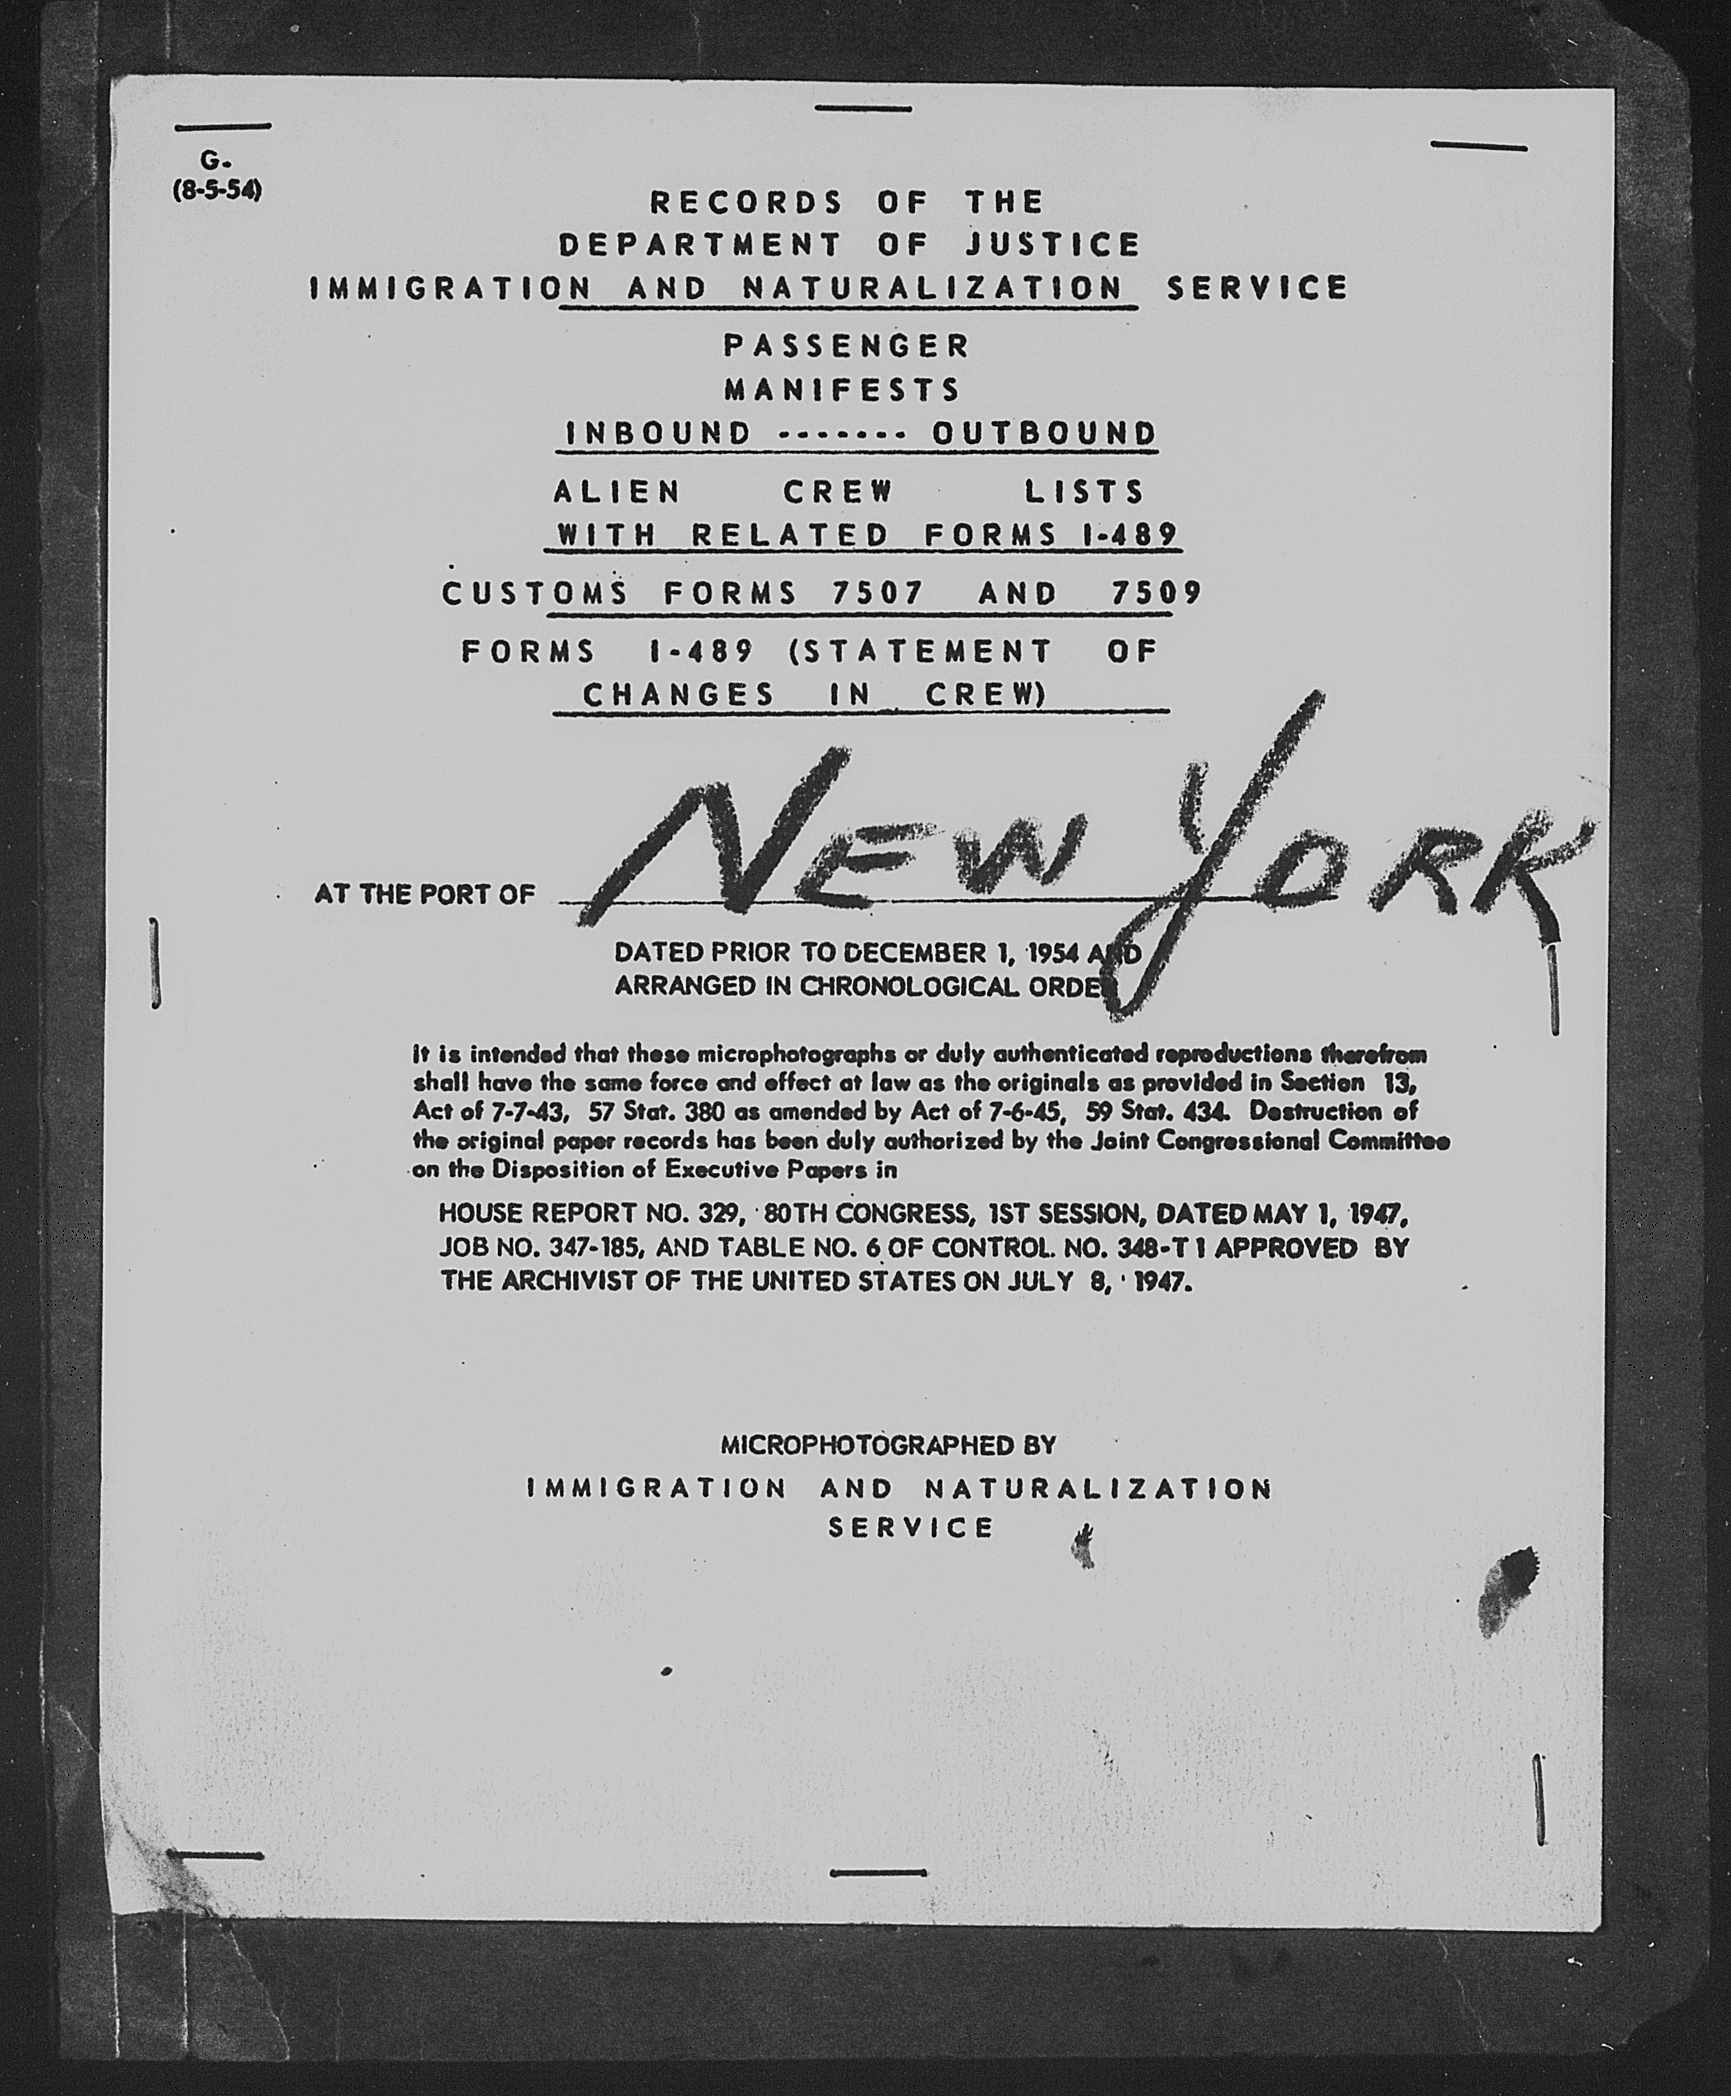 G-
(8-5-54)
RECORDS OF THE
DEPARTMENT OF JUSTICE
IMMIGRATION AND NATURALIZATION SERVICE
PASSENGER
MANIFESTS
INBOUND ------- OUTBOUND
ALIEN CREW LISTS
WITH RELATED FORMS I-489
CUSTOMS FORMS 7507 AND 7509
FORMS I-489 (STATEMENT OF
CHANGES IN CREW)
AT THE PORT OF NEW YORK
DATED PRIOR TO DECEMBER 1, 1954 AND
ARRANGED IN CHRONOLOGICAL ORDER
It is intended that these microphotographs or duly authenticated reproductions therefrom
shall have the same force and effect at law as the originals as provided in Section 13,
Act of 7-7-43, 57 Stat. 380 as amended by Act of 7-6-45, 59 Stat. 434. Destruction of
the original paper records has been duly authorized by the Joint Congressional Committee
on the Disposition of Executive Papers in
HOUSE REPORT NO. 329, 80TH CONGRESS, 1ST SESSION, DATED MAY 1, 1947,
JOB NO. 347-185, AND TABLE NO. 6 OF CONTROL NO. 348-T1 APPROVED BY
THE ARCHIVIST OF THE UNITED STATES ON JULY 8, 1947.
MICROPHOTOGRAPHED BY
IMMIGRATION AND NATURALIZATION
SERVICE